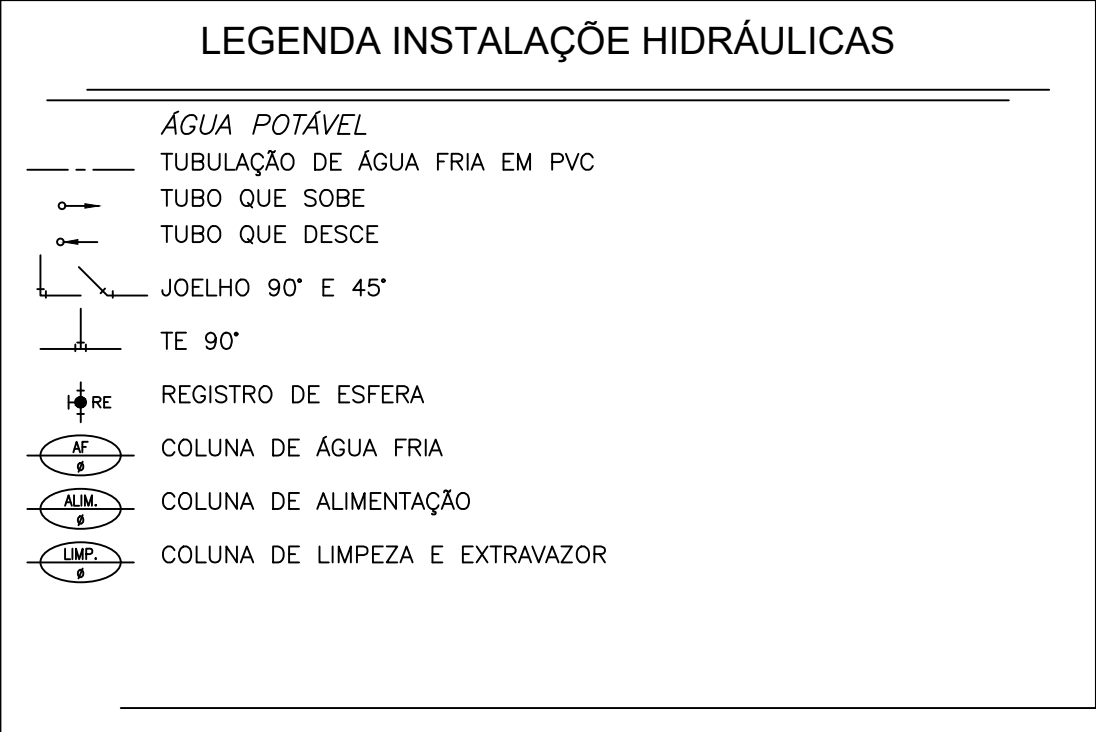 LEGENDA INSTALAÇÕE HIDRÁULICAS
ÁGUA POTÁVEL
TUBULAÇÃO DE ÁGUA FRIA EM PVC
TUBO QUE SOBE
TUBO QUE DESCE
JOELHO 90° E 45°
TE 90°
RE REGISTRO DE ESFERA
AF
ø
COLUNA DE ÁGUA FRIA
ALIM.
ø
COLUNA DE ALIMENTAÇÃO
LIMP.
ø
COLUNA DE LIMPEZA E EXTRAVAZOR